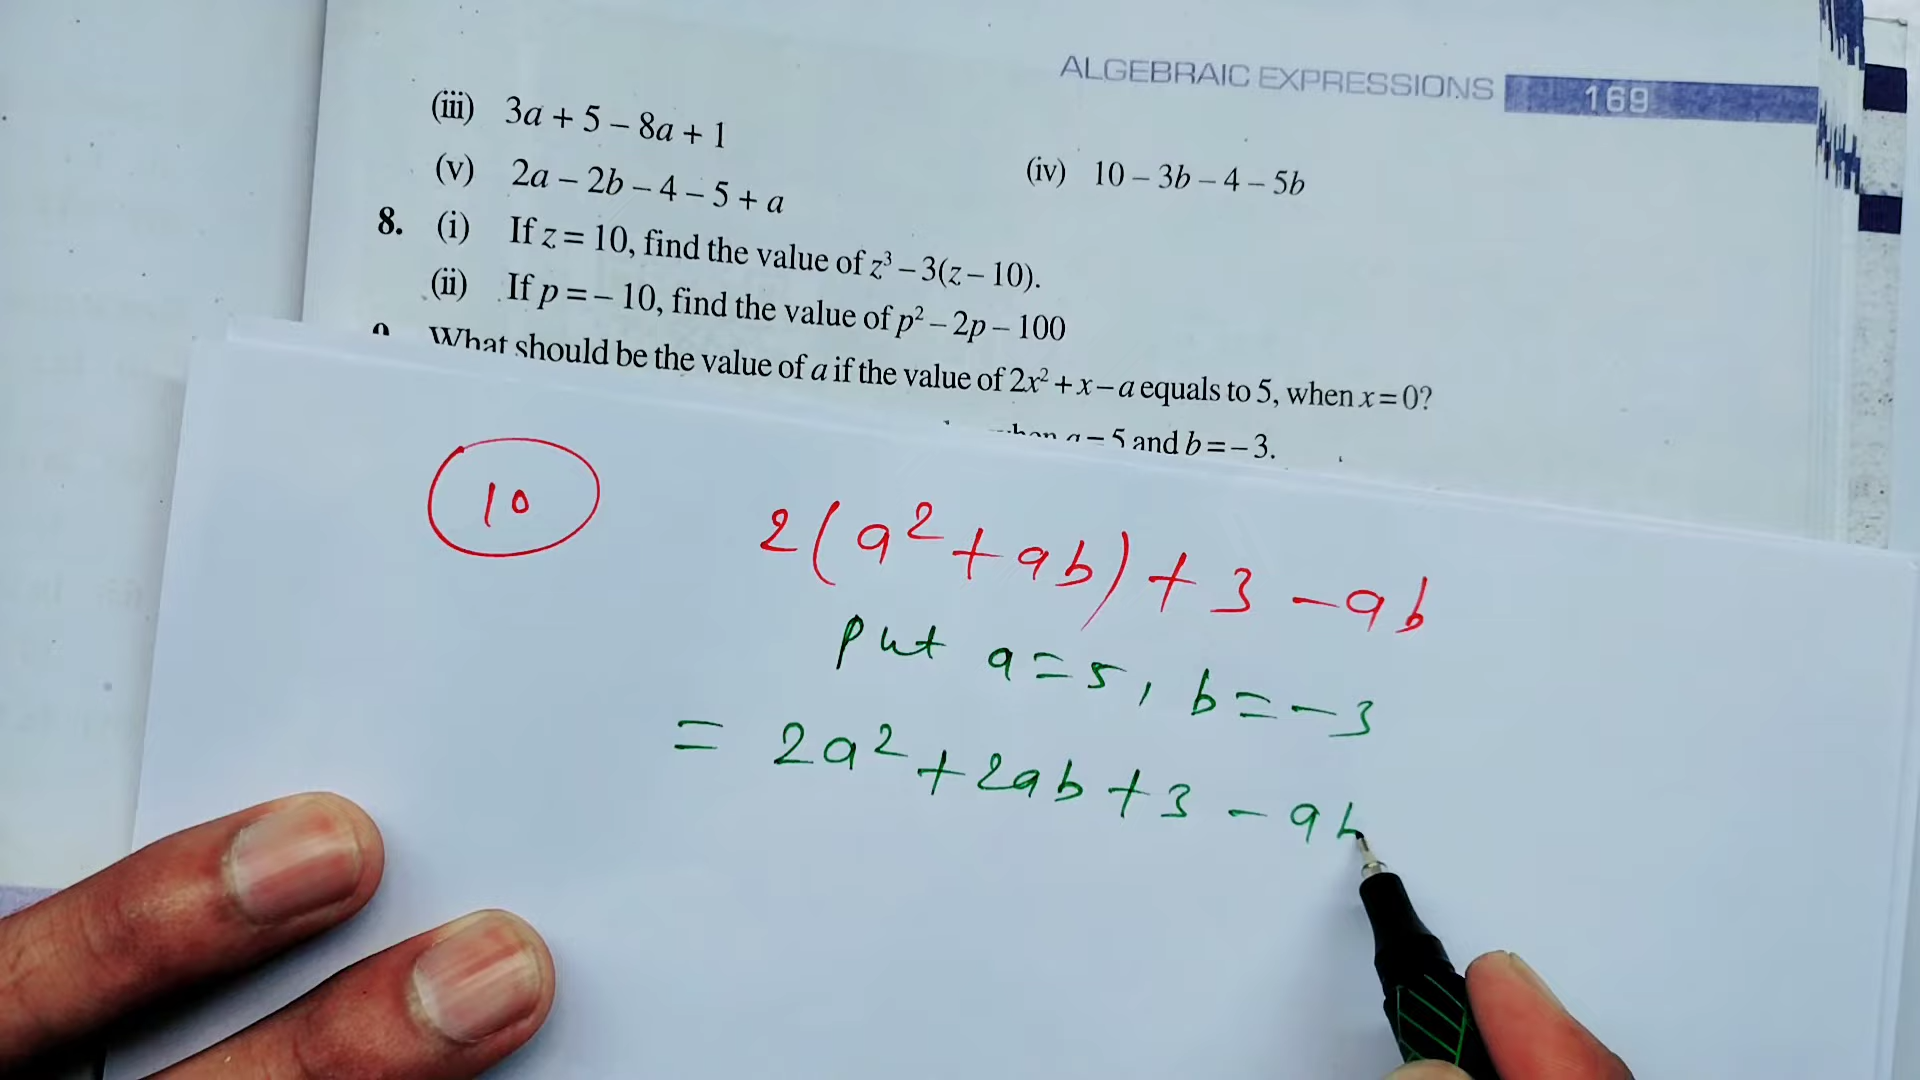 ALGEBRAIC EXPRESSIONS 169
(iii) 3a + 5 – 8a + 1
(iv) 10 – 3b – 4 – 5b
(v) 2a – 2b – 4 – 5 + a
8. (i) If z = 10, find the value of z³ – 3(z – 10).
(ii) If p = – 10, find the value of p² – 2p – 100
What should be the value of a if the value of 2x² + x – a equals to 5, when x = 0?
a = 5 and b = – 3.
10 2(a² + ab) + 3 – ab
put a = 5, b = – 3
= 2a² + 2ab + 3 – ab